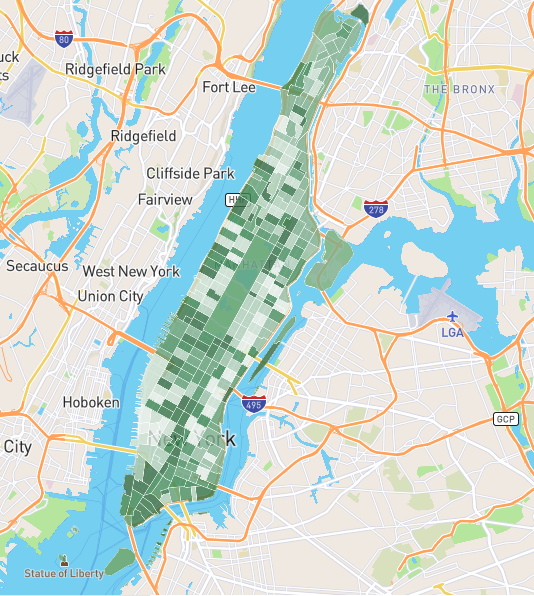 80
Ridgefield Park
Fort Lee
THE BRONX
Ridgefield
Cliffside Park
Fairview
278
Secaucus
West New York
Union City
LGA
Hoboken
495
GCP
City
New York
Statue of Liberty